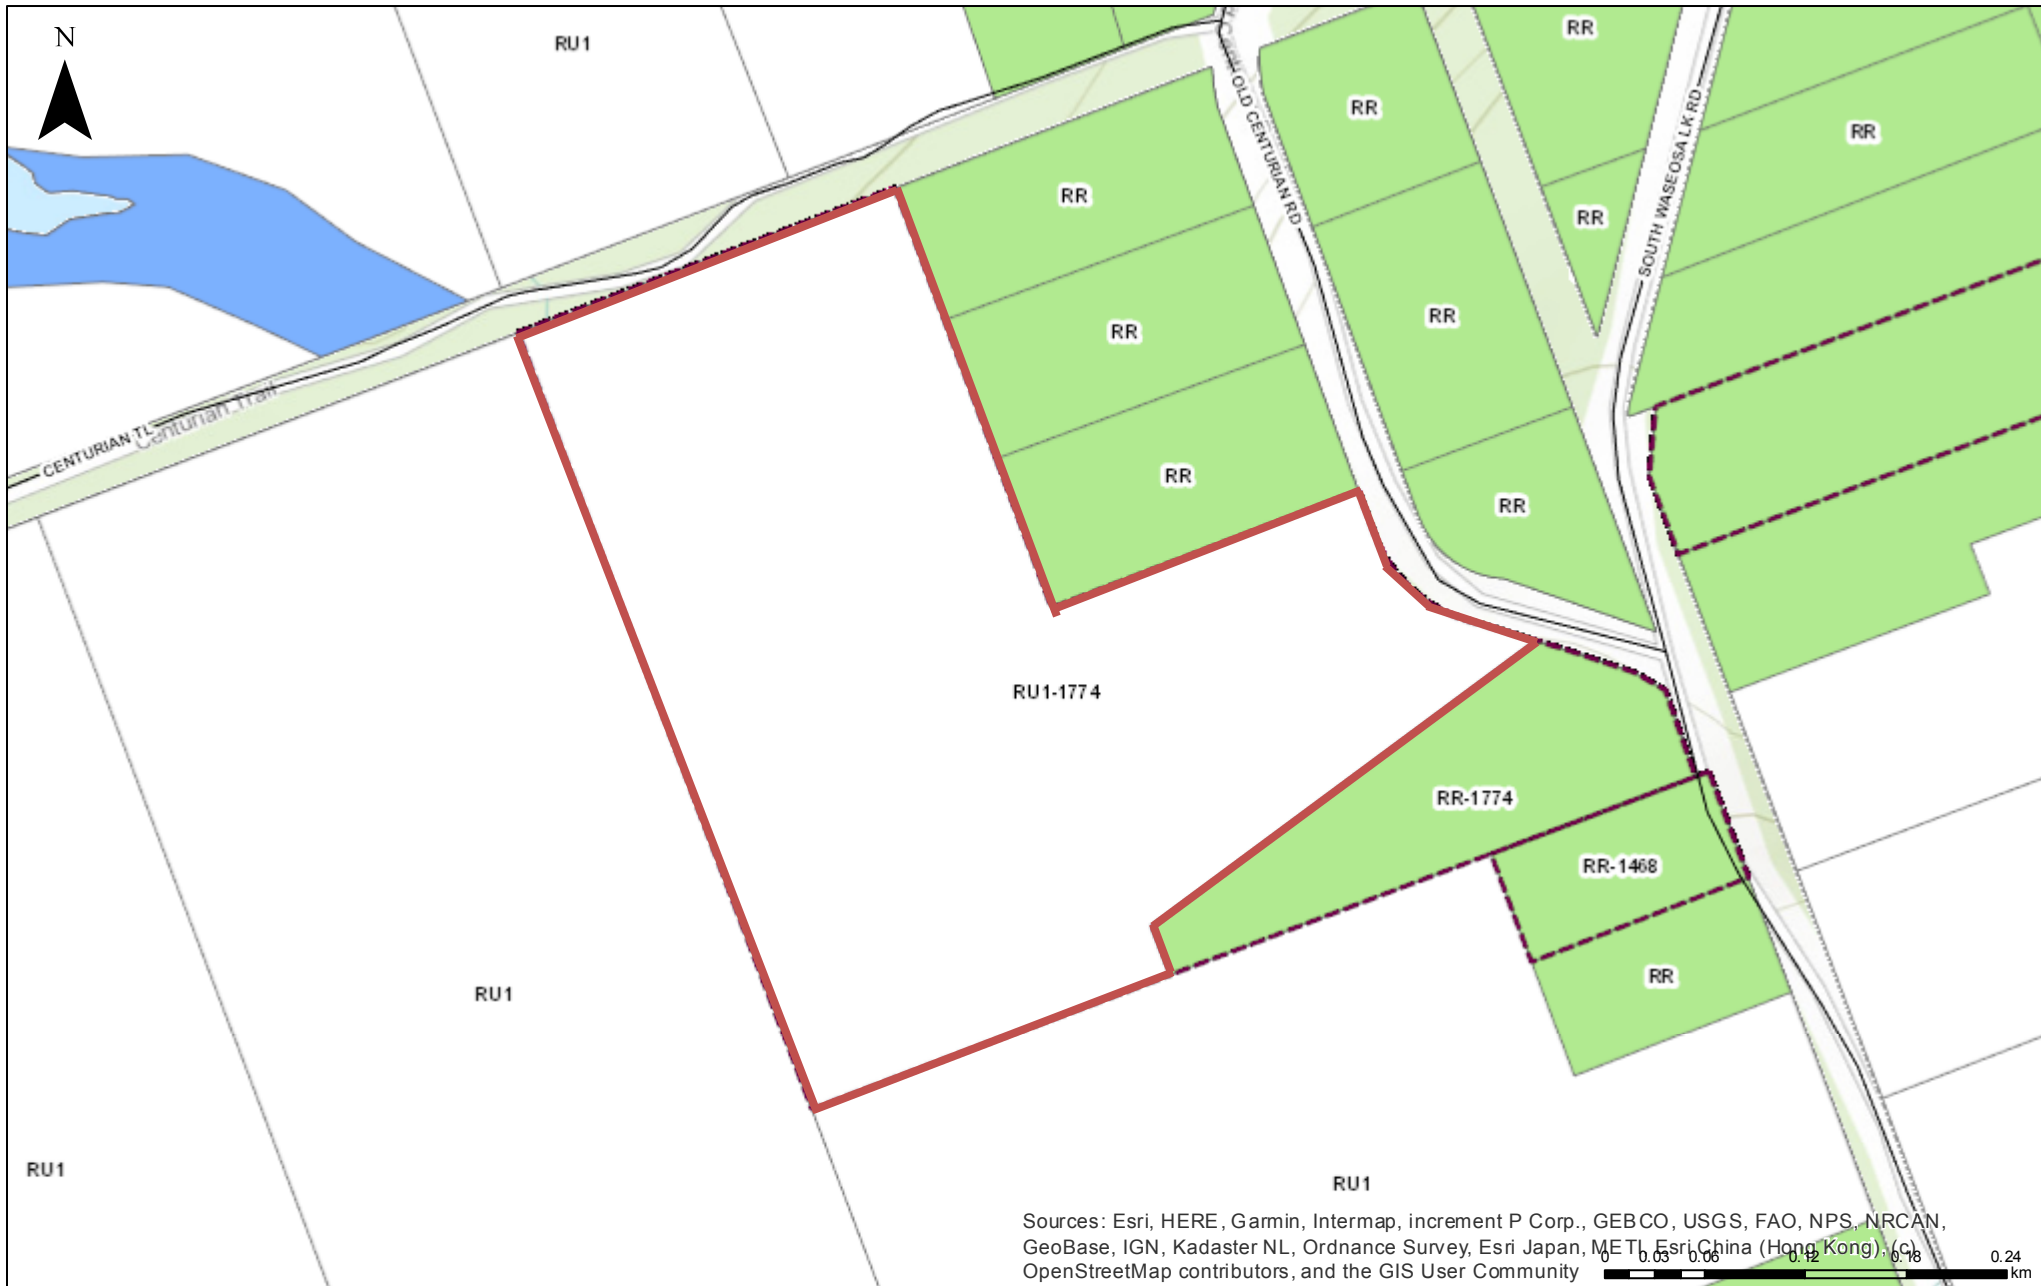 N
RU1
RR
RR
RR
RR
RR
RR
RR
RR
RR
RR
OLD CENTURIAN RD
SOUTH WASEOSA LK RD
CENTURIAN TL
Centurian Trail
RU1-1774
RR-1774
RR-1468
RR
RU1
RU1
RU1
Sources: Esri, HERE, Garmin, Intermap, increment P Corp., GEBCO, USGS, FAO, NPS, NRCAN,
GeoBase, IGN, Kadaster NL, Ordnance Survey, Esri Japan, METI, Esri China (Hong Kong), (c)
OpenStreetMap contributors, and the GIS User Community
0 0.03 0.06 0.12 0.18 0.24
km